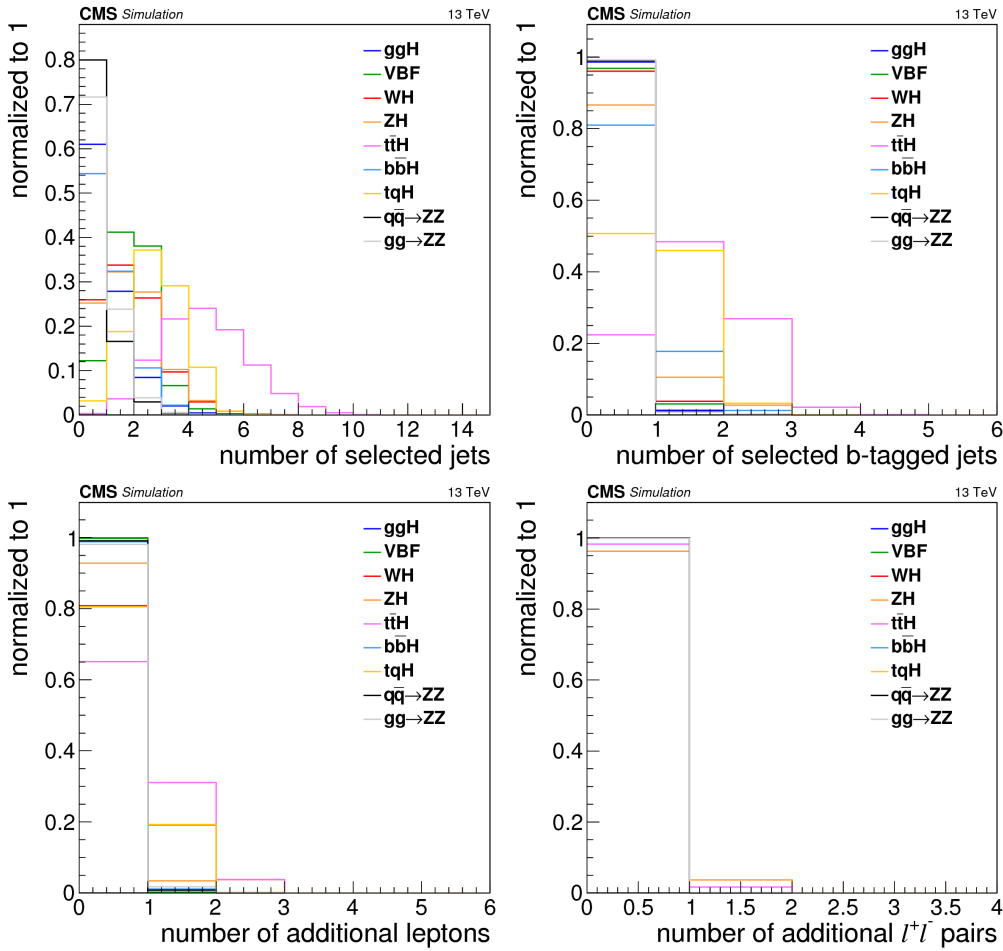 CMS Simulation 13 TeV
normalized to 1
0.8
0.7
0.6
0.5
0.4
0.3
0.2
0.1
0
ggH
VBF
WH
ZH
tt̅H
bb̅H
tqH
qq̅→ZZ
gg→ZZ
0 2 4 6 8 10 12 14
number of selected jets
CMS Simulation 13 TeV
normalized to 1
1
0.8
0.6
0.4
0.2
0
ggH
VBF
WH
ZH
tt̅H
bb̅H
tqH
qq̅→ZZ
gg→ZZ
0 1 2 3 4 5 6
number of selected b-tagged jets
CMS Simulation 13 TeV
normalized to 1
1
0.8
0.6
0.4
0.2
0
ggH
VBF
WH
ZH
tt̅H
bb̅H
tqH
qq̅→ZZ
gg→ZZ
0 1 2 3 4 5 6
number of additional leptons
CMS Simulation 13 TeV
normalized to 1
1
0.8
0.6
0.4
0.2
0
ggH
VBF
WH
ZH
tt̅H
bb̅H
tqH
qq̅→ZZ
gg→ZZ
0 0.5 1 1.5 2 2.5 3 3.5 4
number of additional l⁺l⁻ pairs